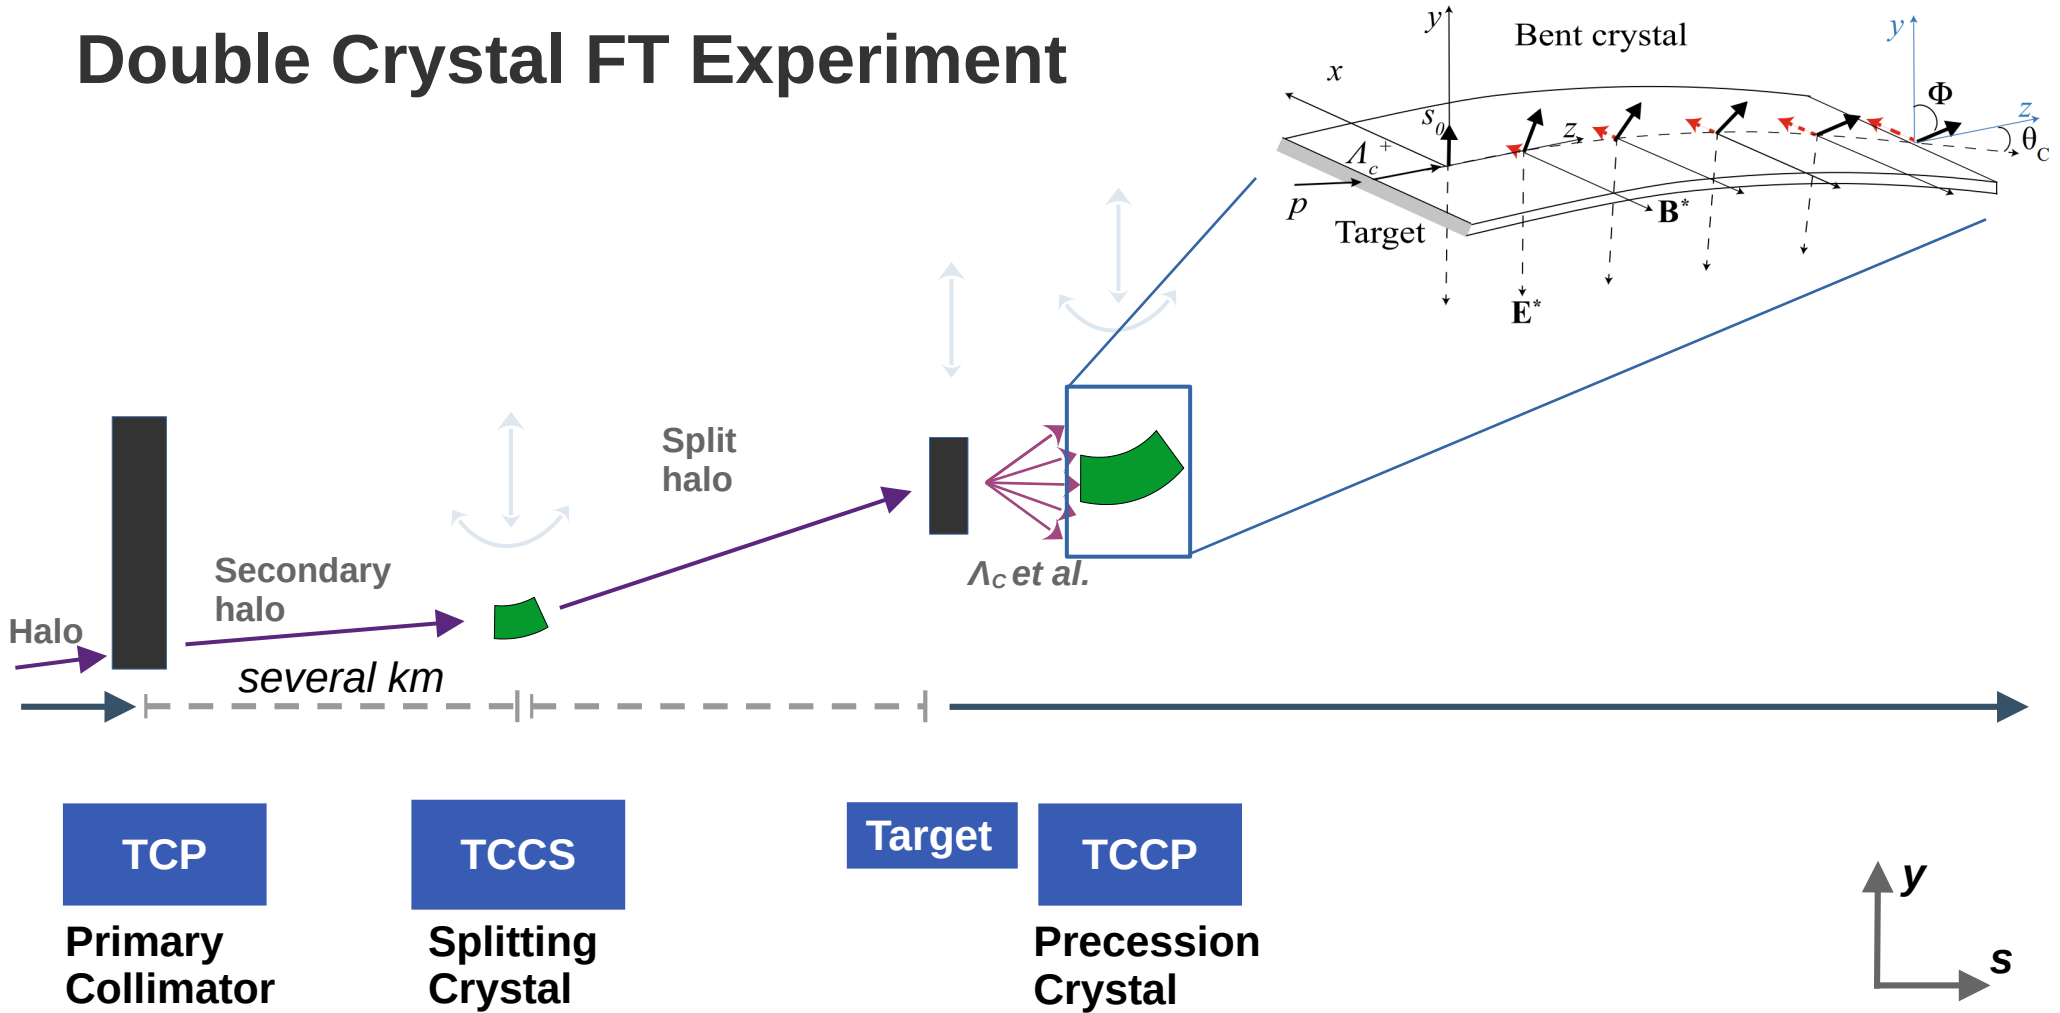 Double Crystal FT Experiment
y
Bent crystal
y
x
Φ
s₀
z
z
θC
Λc+
p
B*
Target
E*
Split
halo
Secondary
halo
ΛC et al.
Halo
several km
TCP
TCCS
Target
TCCP
Primary
Collimator
Splitting
Crystal
Precession
Crystal
y
s